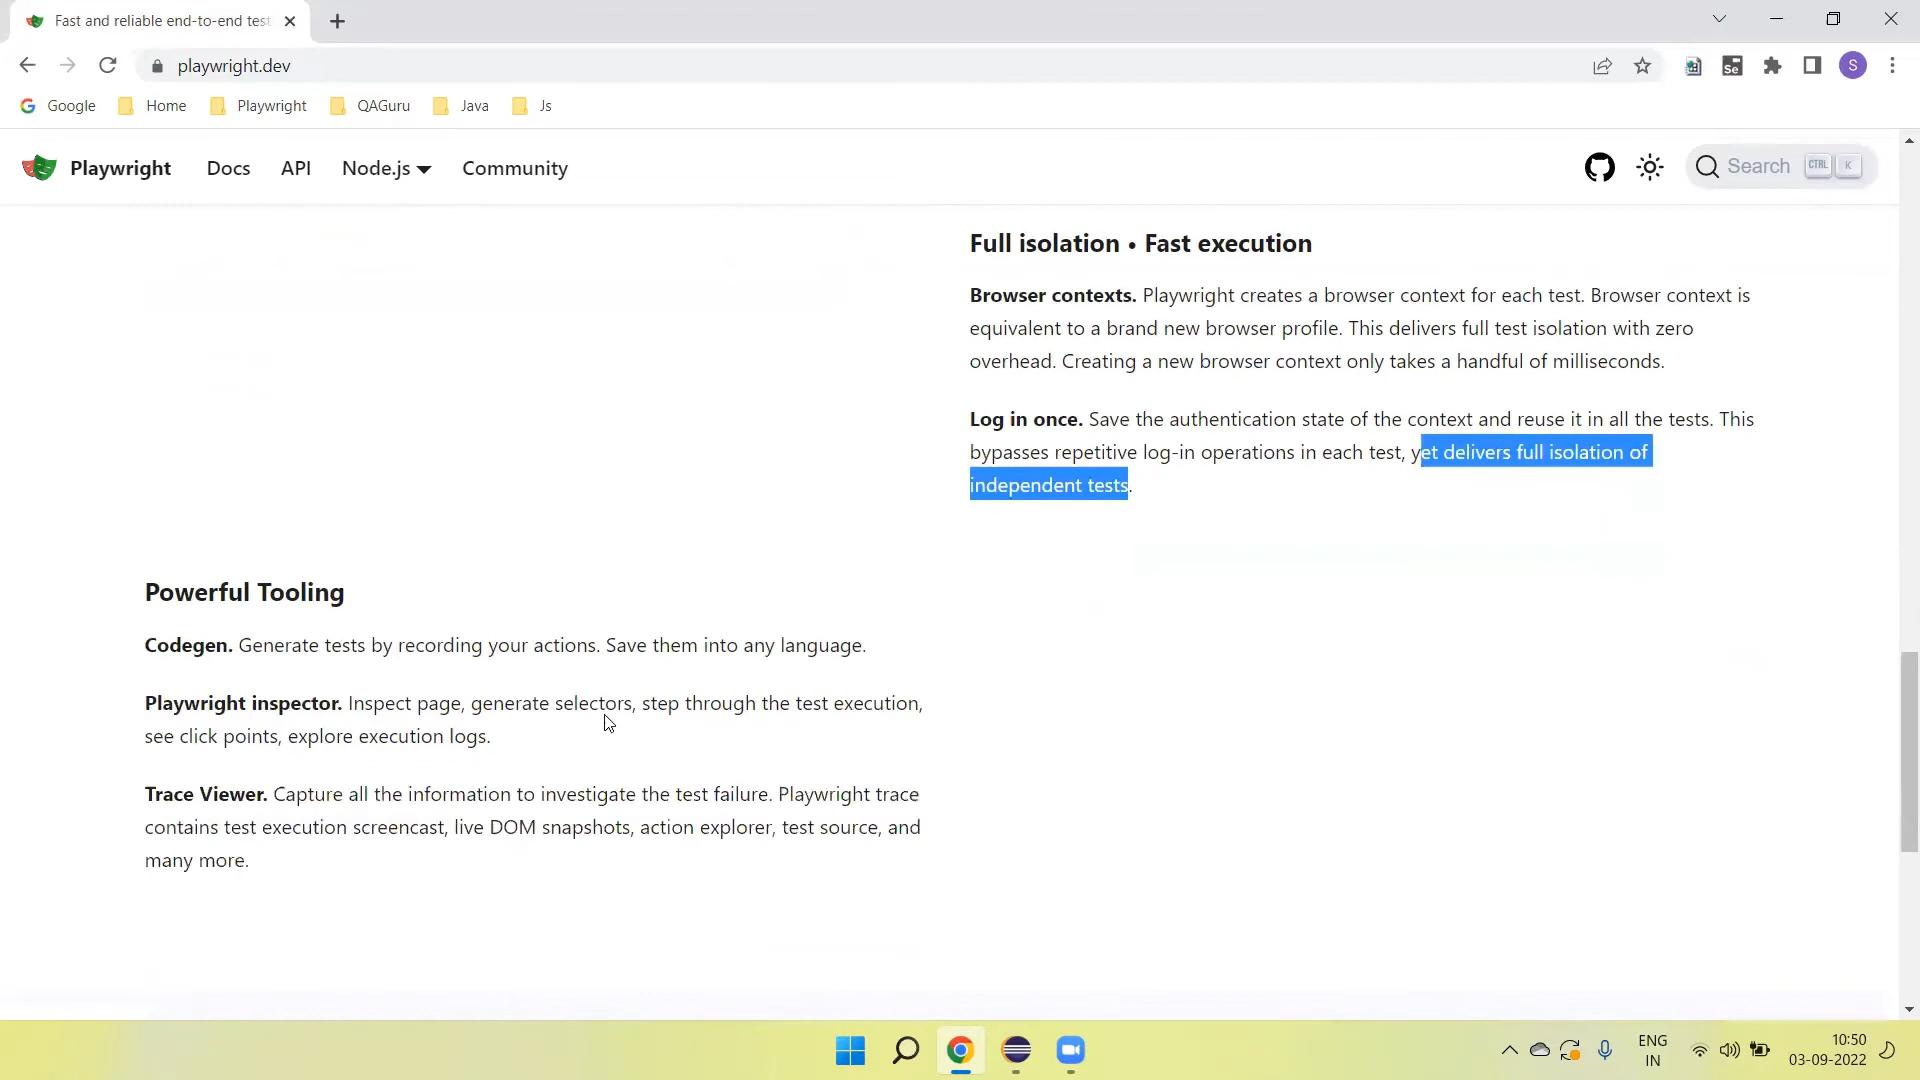 Fast and reliable end-to-end test
playwright.dev
Se
S
Google
Home
Playwright
QAGuru
Java
Js
Playwright
Docs
API
Node.js
Community
Search
CTRL
K
Full isolation • Fast execution
Browser contexts. Playwright creates a browser context for each test. Browser context is
equivalent to a brand new browser profile. This delivers full test isolation with zero
overhead. Creating a new browser context only takes a handful of milliseconds.
Log in once. Save the authentication state of the context and reuse it in all the tests. This
bypasses repetitive log-in operations in each test, yet delivers full isolation of
independent tests.
Powerful Tooling
Codegen. Generate tests by recording your actions. Save them into any language.
Playwright inspector. Inspect page, generate selectors, step through the test execution,
see click points, explore execution logs.
Trace Viewer. Capture all the information to investigate the test failure. Playwright trace
contains test execution screencast, live DOM snapshots, action explorer, test source, and
many more.
ENG
IN
10:50
03-09-2022